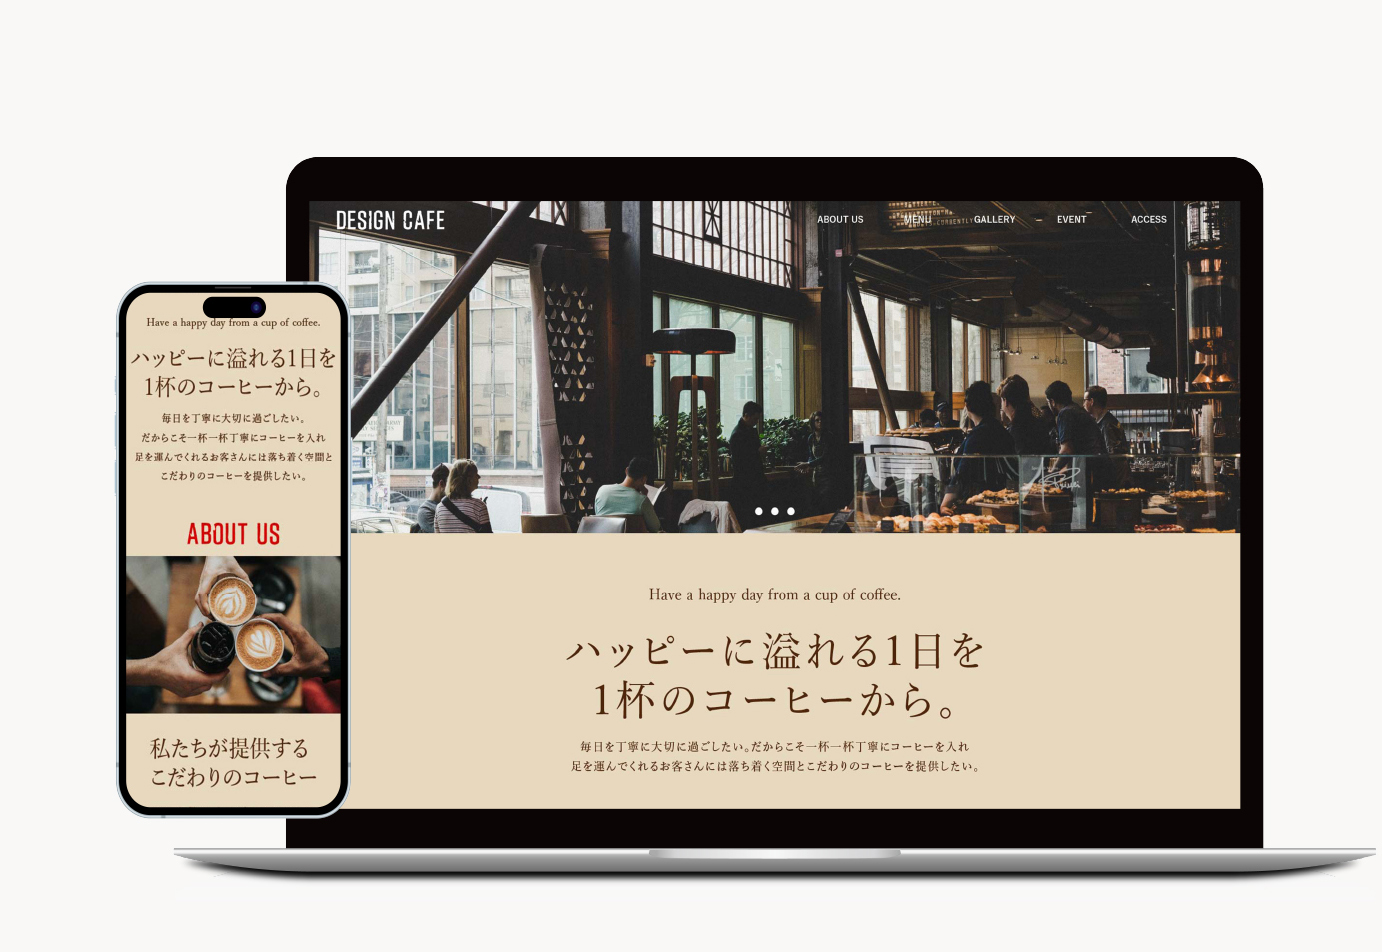 DESIGN CAFE
ABOUT US
MENU
GALLERY
EVENT
ACCESS
Have a happy day from a cup of coffee.
ハッピーに溢れる1日を
1杯のコーヒーから。
毎日を丁寧に大切に過ごしたい。だからこそ一杯一杯丁寧にコーヒーを入れ
足を運んでくれるお客さんには落ち着く空間とこだわりのコーヒーを提供したい。
Have a happy day from a cup of coffee.
ハッピーに溢れる1日を
1杯のコーヒーから。
毎日を丁寧に大切に過ごしたい。
だからこそ一杯一杯丁寧にコーヒーを入れ
足を運んでくれるお客さんには落ち着く空間と
こだわりのコーヒーを提供したい。
ABOUT US
私たちが提供する
こだわりのコーヒー